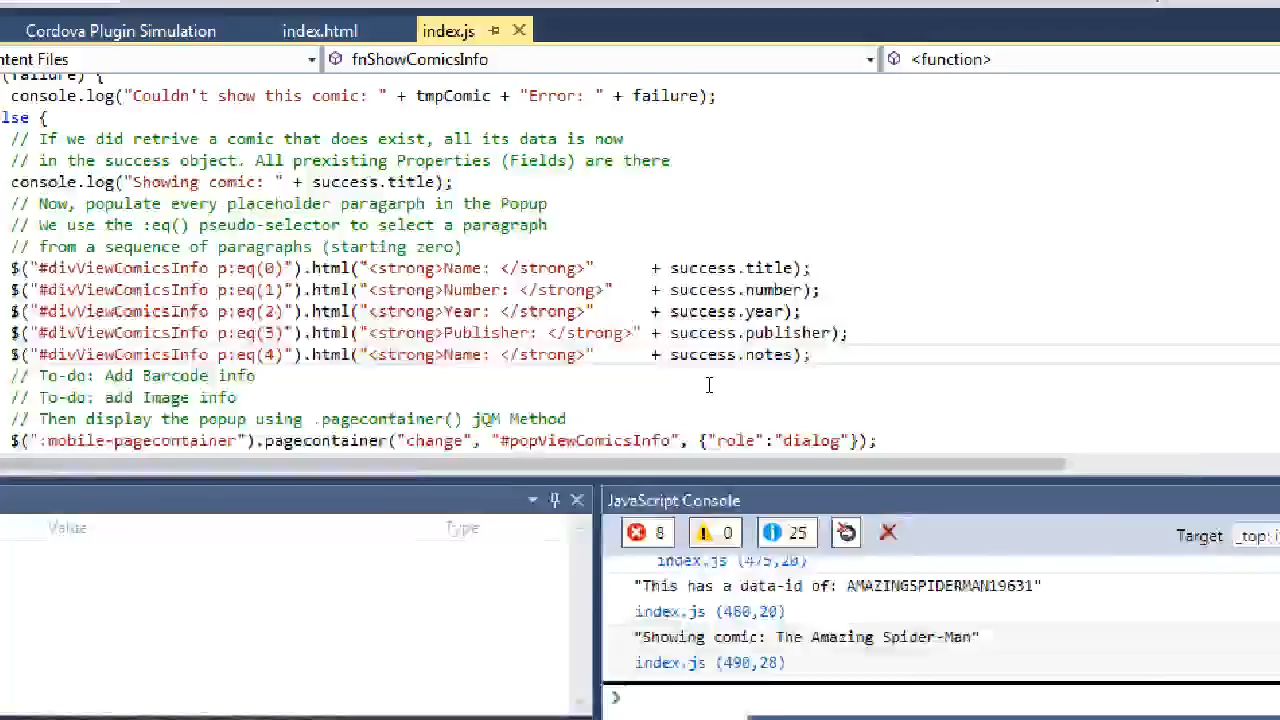 Cordova Plugin Simulation index.html index.js
ntent Files fnShowComicsInfo <function>
(failure) {
console.log("Couldn't show this comic: " + tmpComic + "Error: " + failure);
lse {
// If we did retrive a comic that does exist, all its data is now
// in the success object. All prexisting Properties (Fields) are there
console.log("Showing comic: " + success.title);
// Now, populate every placeholder paragarph in the Popup
// We use the :eq() pseudo-selector to select a paragraph
// from a sequence of paragraphs (starting zero)
$("#divViewComicsInfo p:eq(0)").html("<strong>Name: </strong>" + success.title);
$("#divViewComicsInfo p:eq(1)").html("<strong>Number: </strong>" + success.number);
$("#divViewComicsInfo p:eq(2)").html("<strong>Year: </strong>" + success.year);
$("#divViewComicsInfo p:eq(3)").html("<strong>Publisher: </strong>" + success.publisher);
$("#divViewComicsInfo p:eq(4)").html("<strong>Name: </strong>" + success.notes);
// To-do: Add Barcode info
// To-do: add Image info
// Then display the popup using .pagecontainer() jQM Method
$(":mobile-pagecontainer").pagecontainer("change", "#popViewComicsInfo", {"role":"dialog"});
Value Type
JavaScript Console
8 0 25 Target _top:i
index.js (475,20)
"This has a data-id of: AMAZINGSPIDERMAN19631"
index.js (480,20)
"Showing comic: The Amazing Spider-Man"
index.js (490,28)